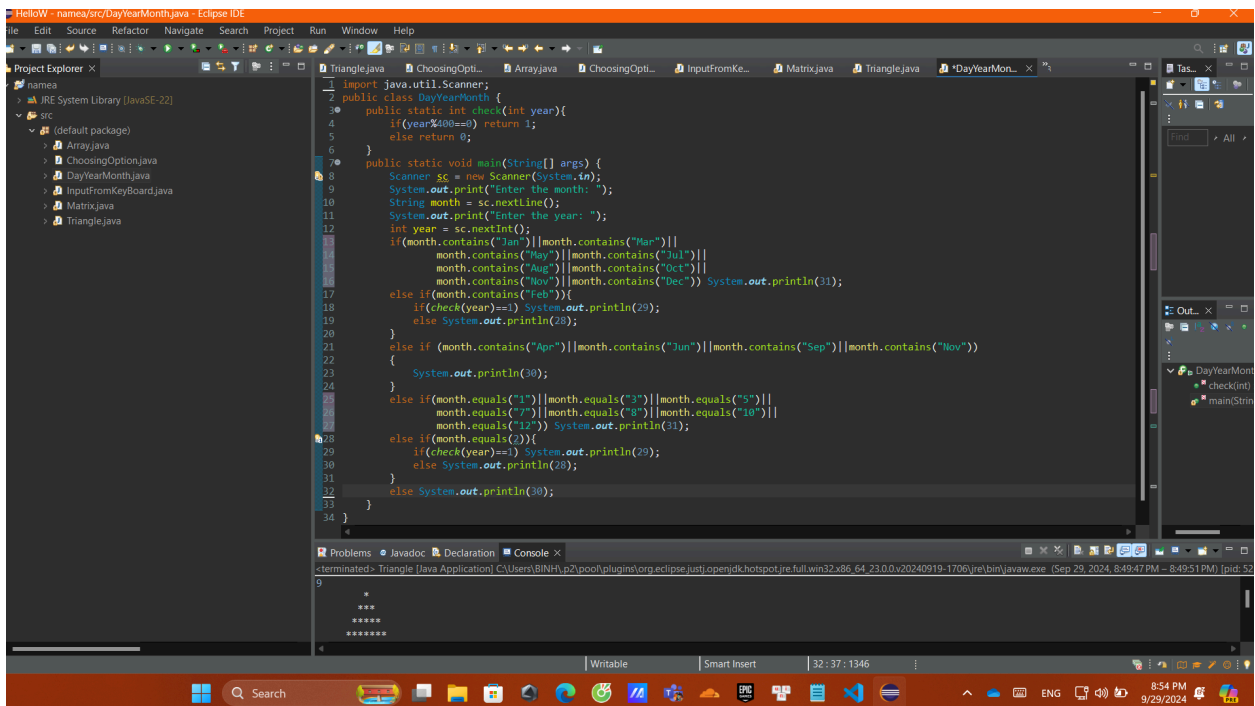 HelloW - namea/src/DayYearMonth.java - Eclipse IDE
File Edit Source Refactor Navigate Search Project Run Window Help
Project Explorer
Triangle.java ChoosingOpti... Array.java ChoosingOpti... InputFromKe... Matrix.java Triangle.java *DayYearMon...
Tas...
namea
JRE System Library [JavaSE-22]
src
(default package)
Array.java
ChoosingOption.java
DayYearMonth.java
InputFromKeyBoard.java
Matrix.java
Triangle.java
1 import java.util.Scanner;
2 public class DayYearMonth {
3 public static int check(int year){
4 if(year%400==0) return 1;
5 else return 0;
6 }
7 public static void main(String[] args) {
8 Scanner sc = new Scanner(System.in);
9 System.out.print("Enter the month: ");
10 String month = sc.nextLine();
11 System.out.print("Enter the year: ");
12 int year = sc.nextInt();
13 if(month.contains("Jan")||month.contains("Mar")||
14 month.contains("May")||month.contains("Jul")||
15 month.contains("Aug")||month.contains("Oct")||
16 month.contains("Nov")||month.contains("Dec")) System.out.println(31);
17 else if(month.contains("Feb")){
18 if(check(year)==1) System.out.println(29);
19 else System.out.println(28);
20 }
21 else if (month.contains("Apr")||month.contains("Jun")||month.contains("Sep")||month.contains("Nov"))
22 {
23 System.out.println(30);
24 }
25 else if(month.equals("1")||month.equals("3")||month.equals("5")||
26 month.equals("7")||month.equals("8")||month.equals("10")||
27 month.equals("12")) System.out.println(31);
28 else if(month.equals(2)){
29 if(check(year)==1) System.out.println(29);
30 else System.out.println(28);
31 }
32 else System.out.println(30);
33 }
34 }
Find All
Out...
DayYearMont
check(int)
main(Strin
Problems Javadoc Declaration Console
<terminated> Triangle [Java Application] C:\Users\BINH\.p2\pool\plugins\org.eclipse.justj.openjdk.hotspot.jre.full.win32.x86_64_23.0.0.v20240919-1706\jre\bin\javaw.exe (Sep 29, 2024, 8:49:47 PM – 8:49:51 PM) [pid: 52
9
*
***
*****
*******
Writable Smart Insert 32 : 37 : 1346
Search
EPIC GAMES
ENG
8:54 PM
9/29/2024
PRE